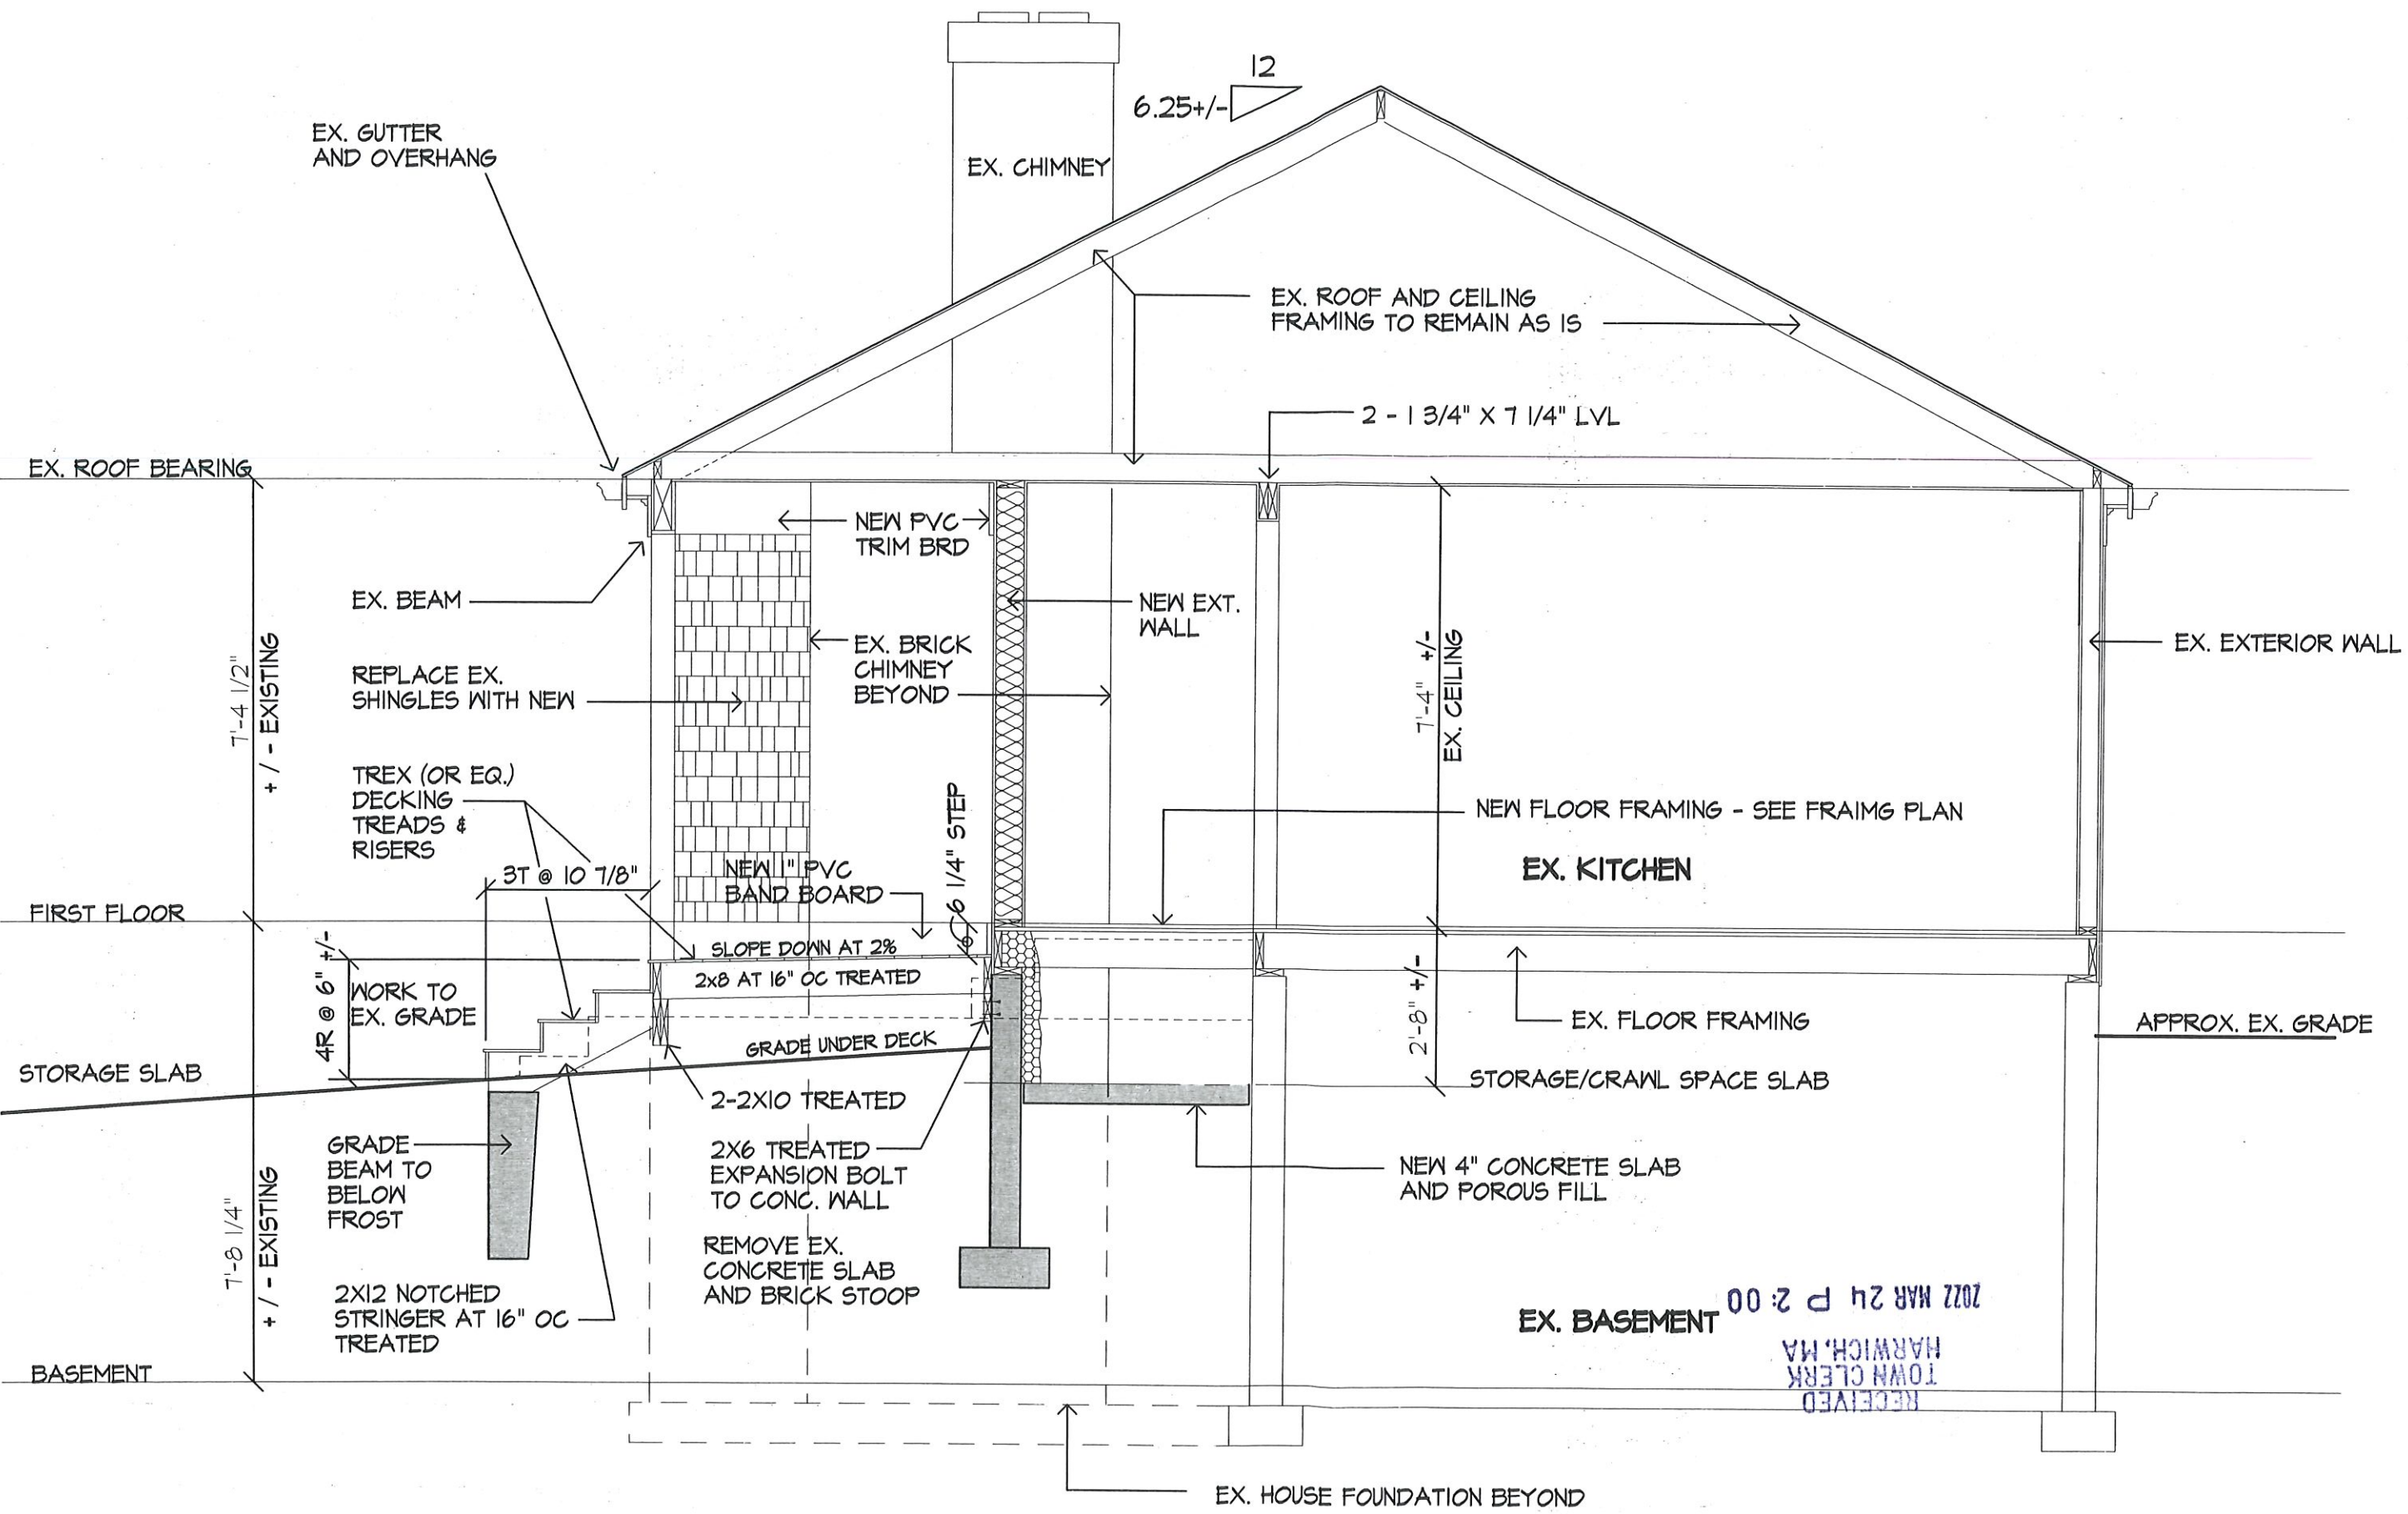 12
6.25+/-
EX. GUTTER
AND OVERHANG
EX. CHIMNEY
EX. ROOF AND CEILING
FRAMING TO REMAIN AS IS
2 - 1 3/4" X 7 1/4" LVL
EX. ROOF BEARING
NEW PVC
TRIM BRD
EX. BEAM
NEW EXT.
WALL
EX. BRICK
CHIMNEY
BEYOND
EX. EXTERIOR WALL
REPLACE EX.
SHINGLES WITH NEW
7'-4 1/2"
+ / - EXISTING
7'-4" +/-
EX. CEILING
TREX (OR EQ.)
DECKING
TREADS &
RISERS
3T @ 10 7/8"
NEW 1" PVC
BAND BOARD
6 1/4" STEP
NEW FLOOR FRAMING - SEE FRAIMG PLAN
EX. KITCHEN
FIRST FLOOR
SLOPE DOWN AT 2%
2x8 AT 16" OC TREATED
4R @ 6" +/-
WORK TO
EX. GRADE
2'-8" +/-
EX. FLOOR FRAMING
APPROX. EX. GRADE
GRADE UNDER DECK
STORAGE SLAB
STORAGE/CRAWL SPACE SLAB
2-2X10 TREATED
GRADE
BEAM TO
BELOW
FROST
2X6 TREATED
EXPANSION BOLT
TO CONC. WALL
NEW 4" CONCRETE SLAB
AND POROUS FILL
7'-8 1/4"
+ / - EXISTING
REMOVE EX.
CONCRETE SLAB
AND BRICK STOOP
2X12 NOTCHED
STRINGER AT 16" OC
TREATED
EX. BASEMENT
RECEIVED
TOWN CLERK
HARWICH, MA
2022 MAR 24 P 2:00
BASEMENT
EX. HOUSE FOUNDATION BEYOND